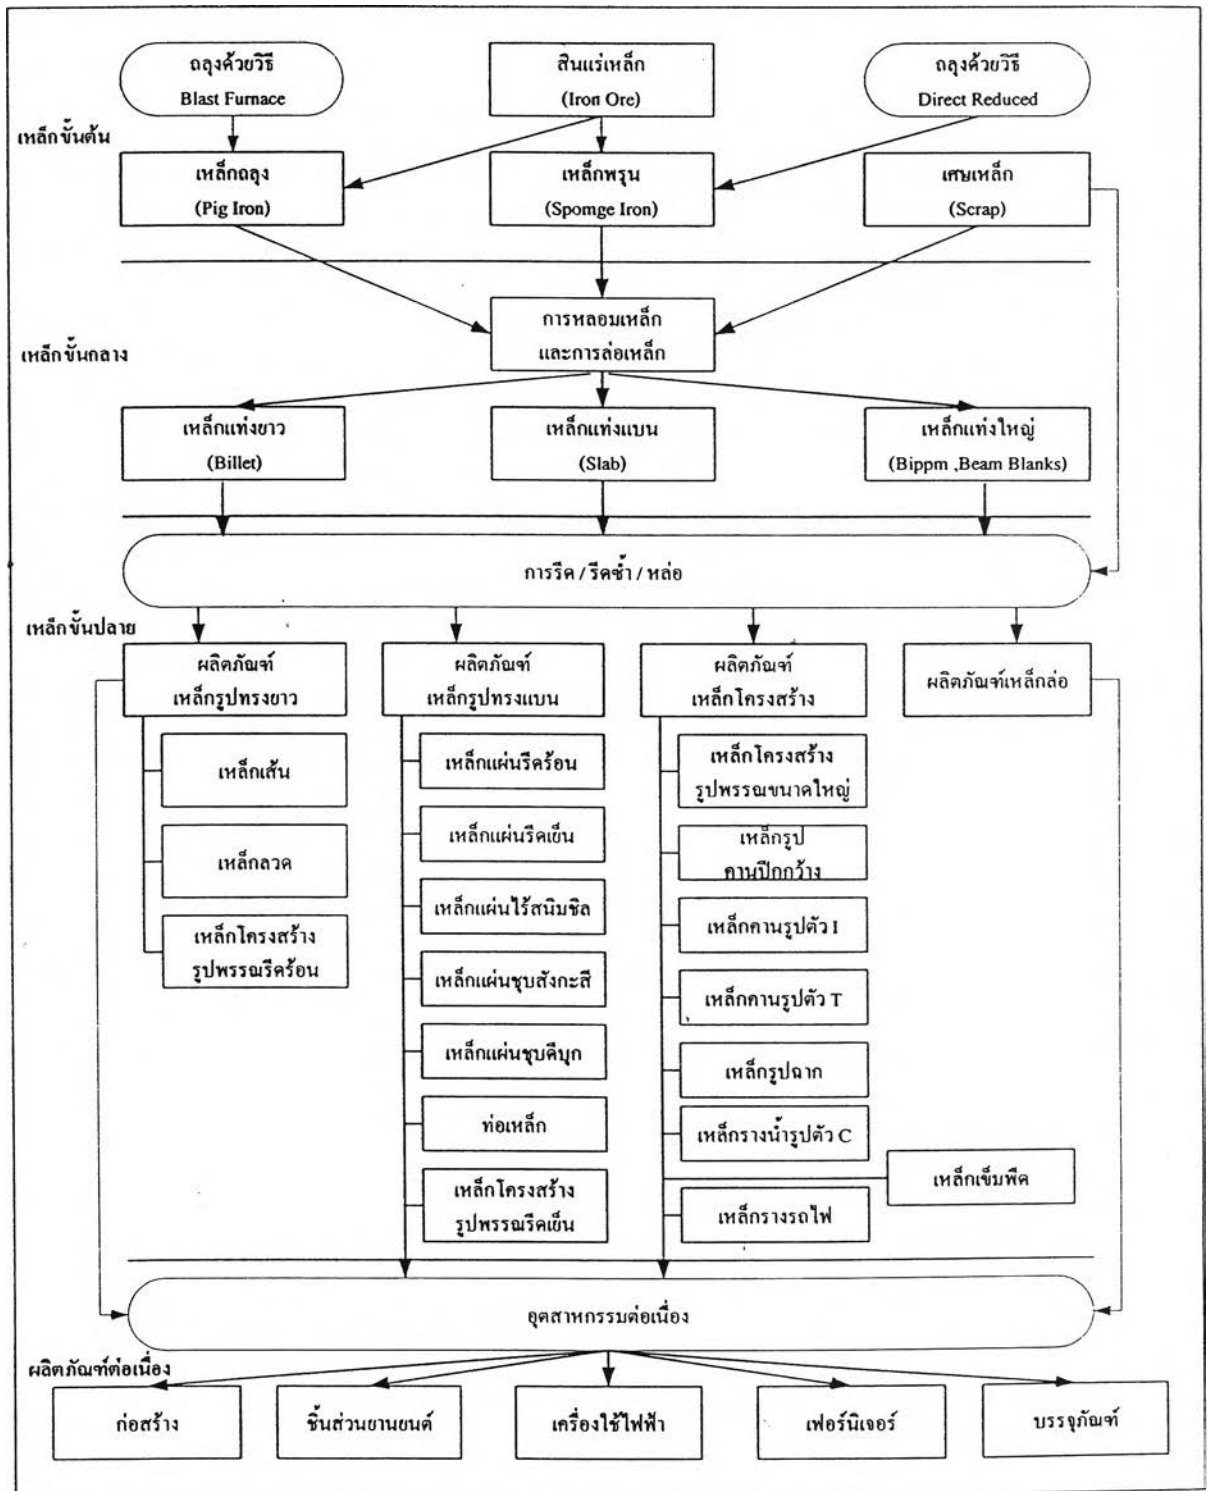 ถลุงด้วยวิธี
Blast Furnace
สินแร่เหล็ก
(Iron Ore)
ถลุงด้วยวิธี
Direct Reduced
เหล็กขั้นต้น
เหล็กถลุง
(Pig Iron)
เหล็กพรุน
(Spomge Iron)
เศษเหล็ก
(Scrap)
การหลอมเหล็ก
และการล่อเหล็ก
เหล็กขั้นกลาง
เหล็กแท่งยาว
(Billet)
เหล็กแท่งแบน
(Slab)
เหล็กแท่งใหญ่
(Bippm ,Beam Blanks)
การรีด / รีดซ้ำ / หล่อ
เหล็กขั้นปลาย
ผลิตภัณฑ์
เหล็กรูปทรงยาว
ผลิตภัณฑ์
เหล็กรูปทรงแบน
ผลิตภัณฑ์
เหล็กโครงสร้าง
ผลิตภัณฑ์เหล็กล่อ
เหล็กเส้น
เหล็กลวด
เหล็กโครงสร้าง
รูปพรรณรีดร้อน
เหล็กแผ่นรีดร้อน
เหล็กแผ่นรีดเย็น
เหล็กแผ่นไร้สนิมชิล
เหล็กแผ่นชุบสังกะสี
เหล็กแผ่นชุบดีบุก
ท่อเหล็ก
เหล็กโครงสร้าง
รูปพรรณรีดเย็น
เหล็กโครงสร้าง
รูปพรรณขนาดใหญ่
เหล็กรูป
คานปีกกว้าง
เหล็กคานรูปตัว I
เหล็กคานรูปตัว T
เหล็กรูปฉาก
เหล็กรางน้ำรูปตัว C
เหล็กเข็มพืด
เหล็กรางรถไฟ
อุตสาหกรรมต่อเนื่อง
ผลิตภัณฑ์ต่อเนื่อง
ก่อสร้าง
ชิ้นส่วนยานยนต์
เครื่องใช้ไฟฟ้า
เฟอร์นิเจอร์
บรรจุภัณฑ์